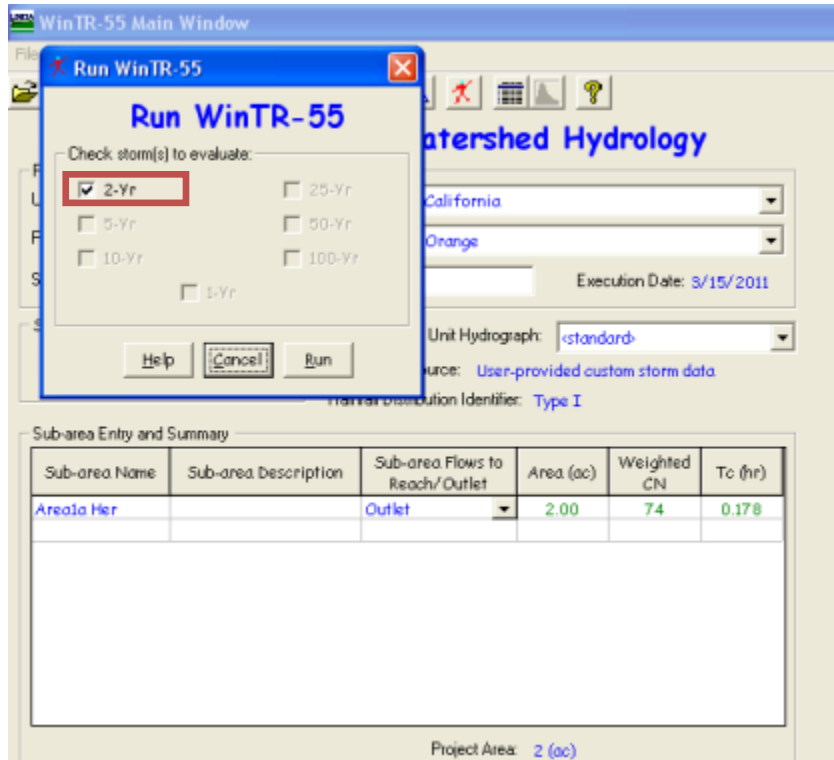 WinTR-55 Main Window
File
Run WinTR-55
Run WinTR-55
Check storm(s) to evaluate:
2-Yr
25-Yr
5-Yr
50-Yr
10-Yr
100-Yr
1-Yr
Help Cancel Run
Hydrology
California
Orange
Execution Date: 3/15/2011
Unit Hydrograph: <standard>
User-provided custom storm data
Distribution Identifier: Type I
Sub-area Entry and Summary
Sub-area Name Sub-area Description Sub-area Flows to Reach/Outlet Area (ac) Weighted CN Tc (hr)
Area1a Her Outlet 2.00 74 0.178
Project Area: 2 (ac)